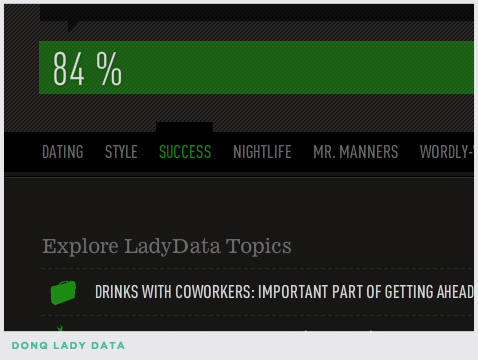 84 %
DATING STYLE SUCCESS NIGHTLIFE MR. MANNERS WORDLY-
Explore LadyData Topics
DRINKS WITH COWORKERS: IMPORTANT PART OF GETTING AHEAD
DONQ LADY DATA